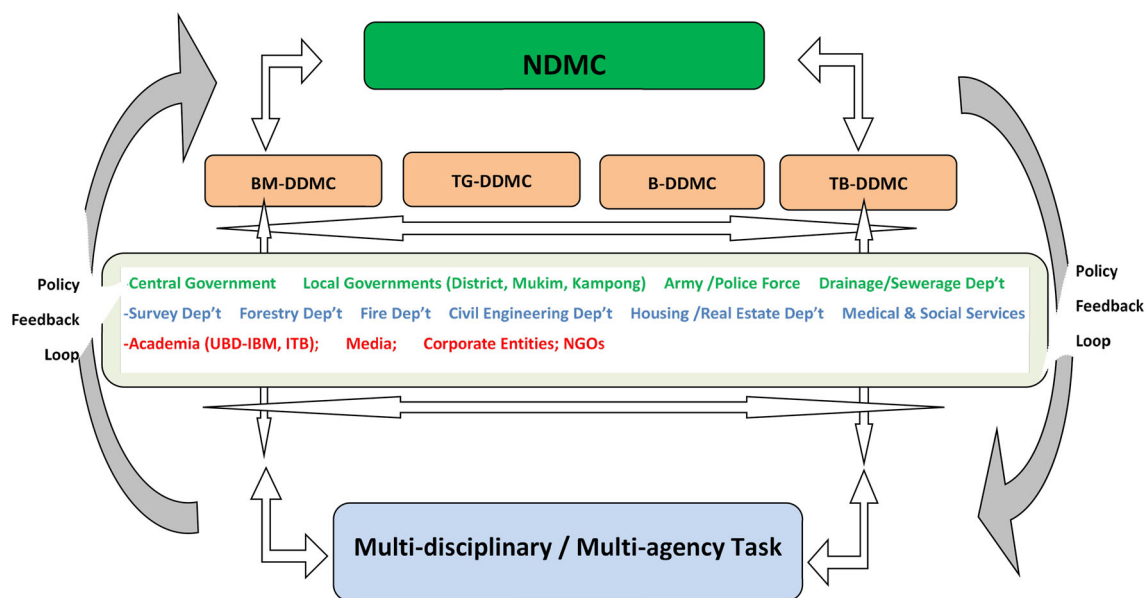 NDMC
BM-DDMC
TG-DDMC
B-DDMC
TB-DDMC
Policy
Feedback
Loop
-Central Government Local Governments (District, Mukim, Kampong) Army /Police Force Drainage/Sewerage Dep't
-Survey Dep't Forestry Dep't Fire Dep't Civil Engineering Dep't Housing /Real Estate Dep't Medical & Social Services
-Academia (UBD-IBM, ITB); Media; Corporate Entities; NGOs
Policy
Feedback
Loop
Multi-disciplinary / Multi-agency Task